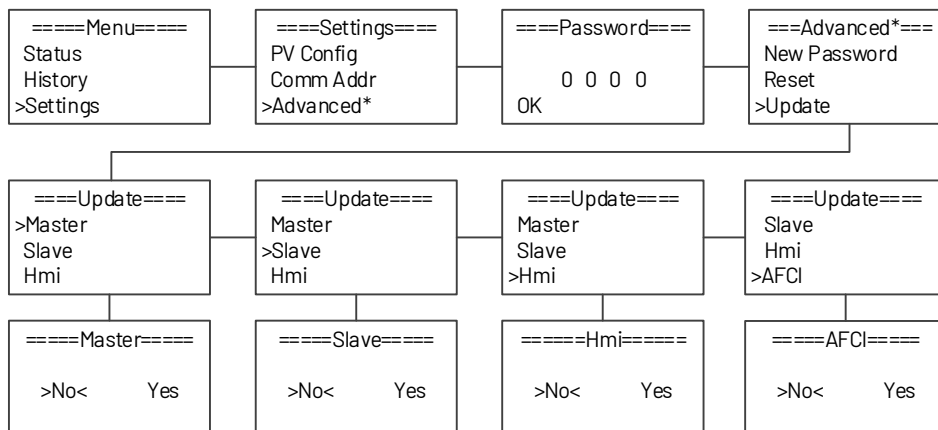 =====Menu=====
Status
History
>Settings
====Settings====
PV Config
Comm Addr
>Advanced*
====Password====
0 0 0 0
OK
===Advanced*===
New Password
Reset
>Update
====Update====
>Master
Slave
Hmi
====Update====
Master
>Slave
Hmi
====Update====
Master
Slave
>Hmi
====Update====
Slave
Hmi
>AFCI
=====Master=====
>No< Yes
=====Slave=====
>No< Yes
======Hmi======
>No< Yes
=====AFCI=====
>No< Yes